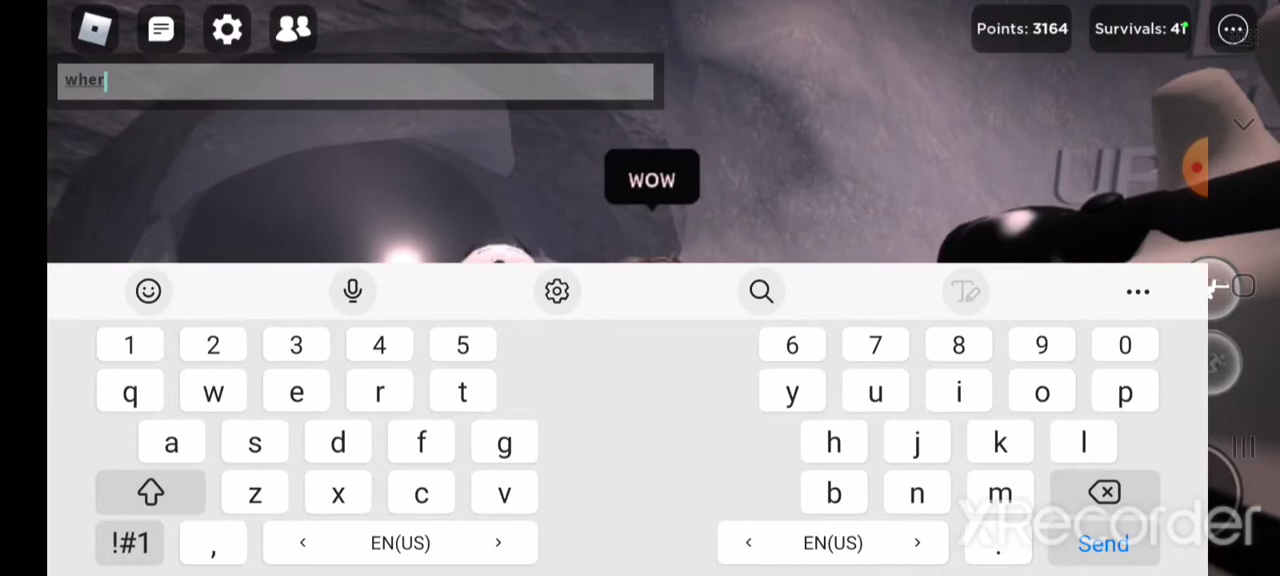 Points: 3164
Survivals: 41
wher
WOW
1 2 3 4 5 6 7 8 9 0
q w e r t y u i o p
a s d f g h j k l
z x c v b n m
!#1 , < EN(US) > < EN(US) > . Send
XRecorder